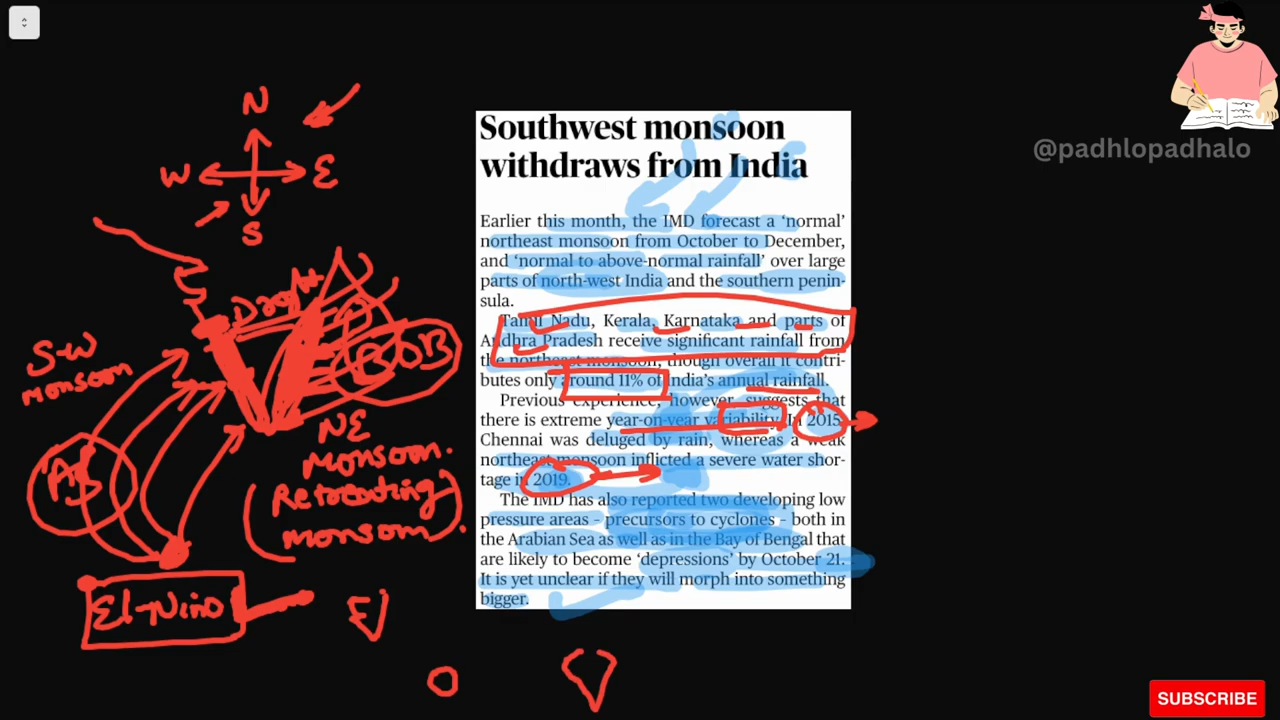 @padhlopadhalo
N
W E
S
S-W
monsoon
AS
BOB
NE
monsoon.
(Retreating
monsoon).
El-Nino
Southwest monsoon
withdraws from India
Earlier this month, the IMD forecast a ‘normal’
northeast monsoon from October to December,
and ‘normal to above-normal rainfall’ over large
parts of north-west India and the southern penin-
sula.
Tamil Nadu, Kerala, Karnataka and parts of
Andhra Pradesh receive significant rainfall from
the northeast monsoon, though overall it contri-
butes only around 11% of India’s annual rainfall.
Previous experience, however, suggests that
there is extreme year-on-year variability. In 2015,
Chennai was deluged by rain, whereas a weak
northeast monsoon inflicted a severe water shor-
tage in 2019.
The IMD has also reported two developing low
pressure areas – precursors to cyclones – both in
the Arabian Sea as well as in the Bay of Bengal that
are likely to become ‘depressions’ by October 21.
It is yet unclear if they will morph into something
bigger.
SUBSCRIBE